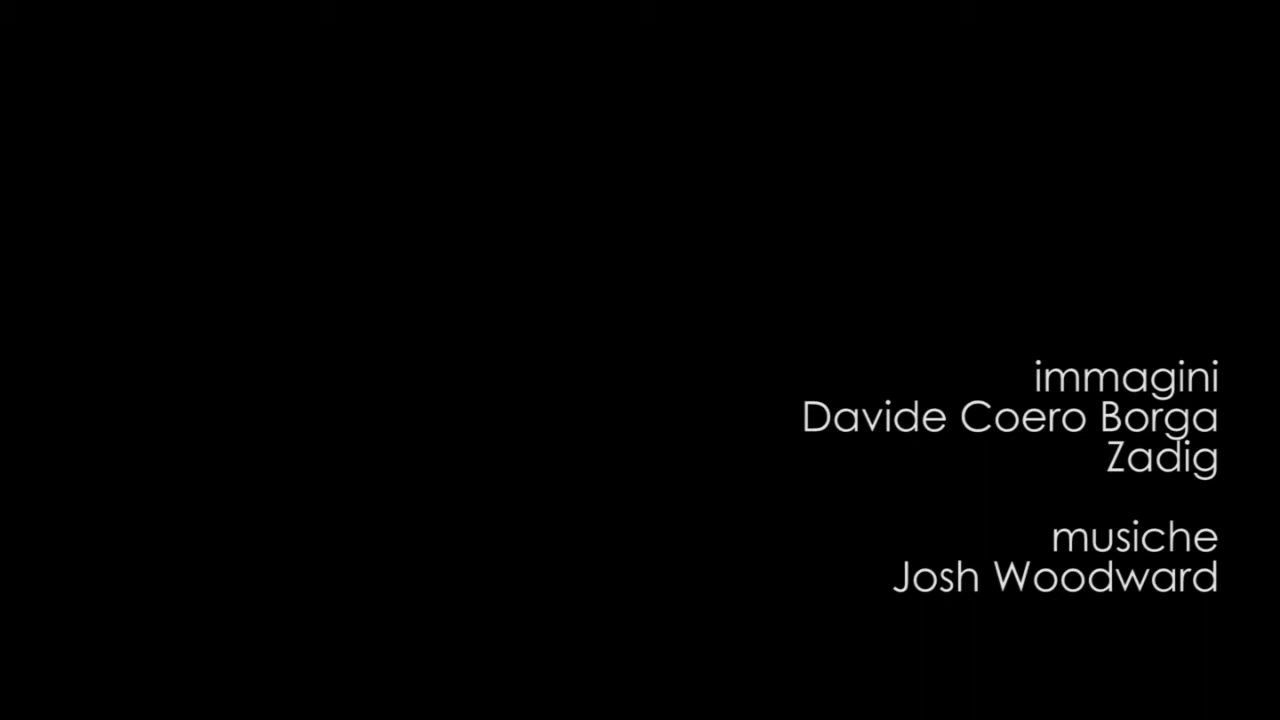 immagini
Davide Coero Borga
Zadig
musiche
Josh Woodward